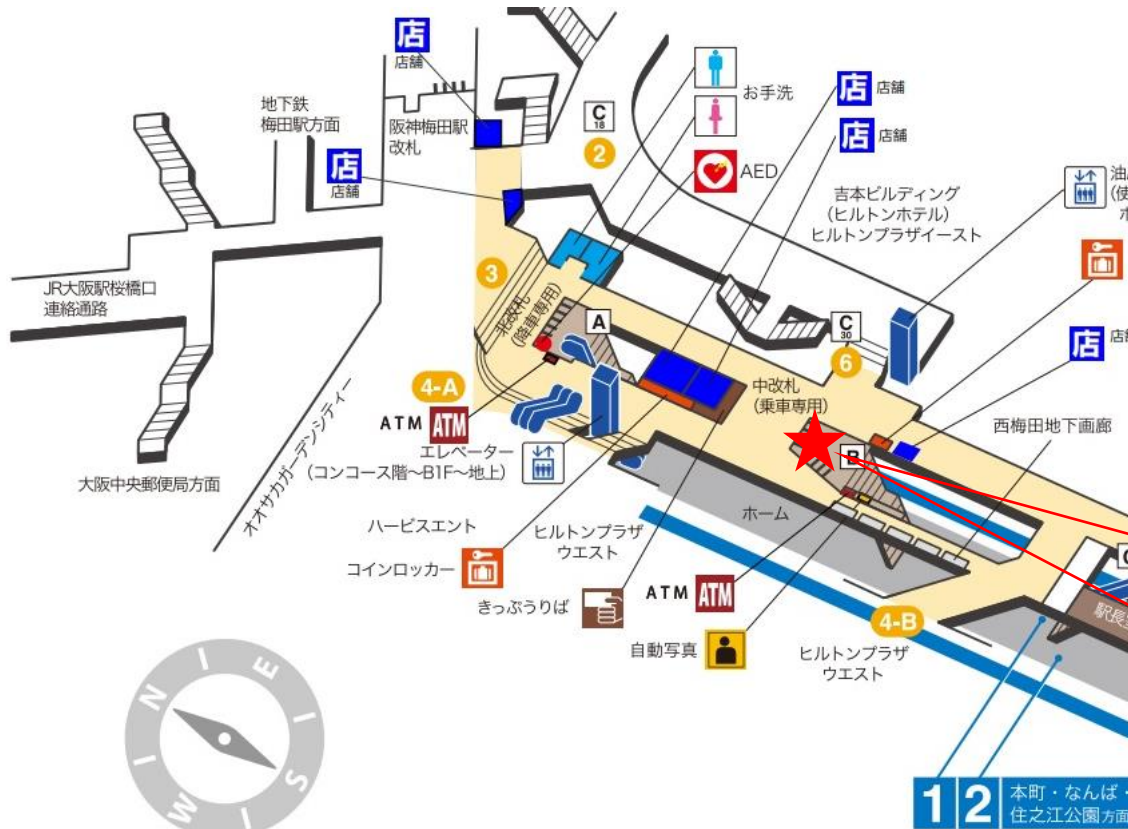 店
店舗
地下鉄
梅田駅方面
阪神梅田駅
改札
C
18
2
お手洗
AED
店
店舗
店
店舗
店
店舗
吉本ビルディング
(ヒルトンホテル)
ヒルトンプラザイースト
油
(使
ホ
JR大阪駅桜橋口
連絡通路
3
北改札
(降車専用)
A
C
30
6
店
店舗
中改札
(乗車専用)
4-A
ATM
ATM
エレベーター
(コンコース階〜B1F〜地上)
西梅田地下画廊
B
大阪中央郵便局方面
オオサカガーデンシティー
ホーム
ハービスエント
ヒルトンプラザ
ウエスト
コインロッカー
きっぷうりば
ATM
ATM
自動写真
4-B
ヒルトンプラザ
ウエスト
駅長
N
E
S
W
1
2
本町・なんば・
住之江公園方面